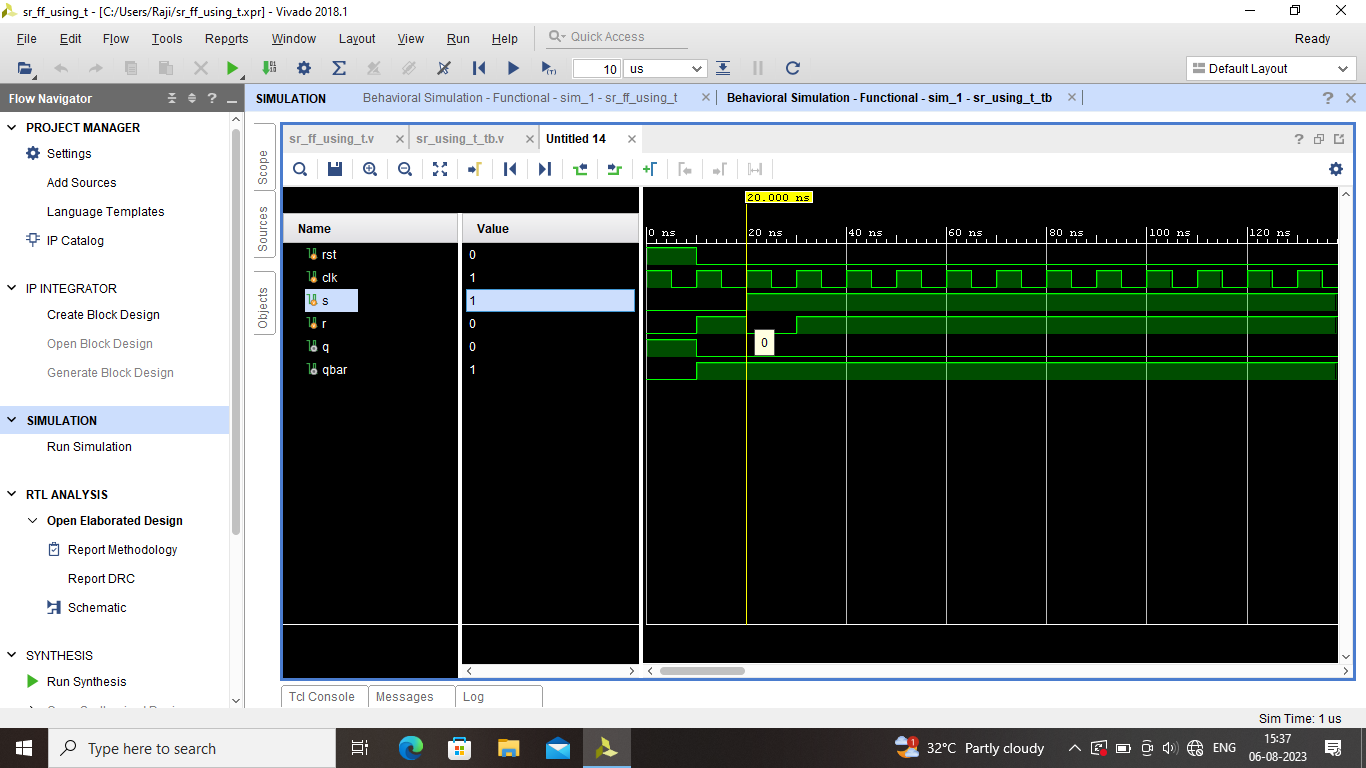 sr_ff_using_t - [C:/Users/Raji/sr_ff_using_t.xpr] - Vivado 2018.1
File Edit Flow Tools Reports Window Layout View Run Help Quick Access Ready
10 us Default Layout
Flow Navigator
SIMULATION Behavioral Simulation - Functional - sim_1 - sr_ff_using_t Behavioral Simulation - Functional - sim_1 - sr_using_t_tb
PROJECT MANAGER
Settings
Add Sources
Language Templates
IP Catalog
IP INTEGRATOR
Create Block Design
Open Block Design
Generate Block Design
SIMULATION
Run Simulation
RTL ANALYSIS
Open Elaborated Design
Report Methodology
Report DRC
Schematic
SYNTHESIS
Run Synthesis
Scope
Sources
Objects
sr_ff_using_t.v sr_using_t_tb.v Untitled 14
Name Value
rst 0
clk 1
s 1
r 0
q 0
qbar 1
20.000 ns
0 ns 20 ns 40 ns 60 ns 80 ns 100 ns 120 ns
0
Tcl Console Messages Log
Sim Time: 1 us
Type here to search
1
32°C Partly cloudy
ENG
15:37
06-08-2023